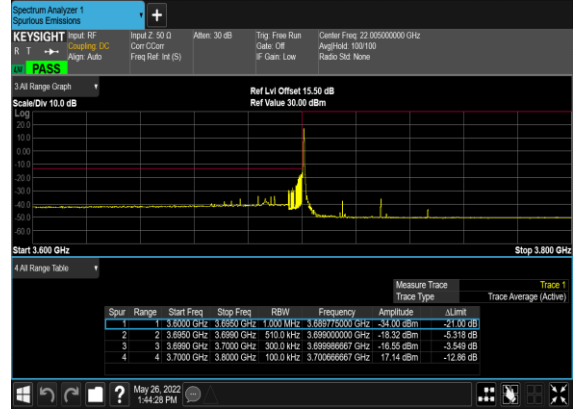 Spectrum Analyzer 1
Spurious Emissions
KEYSIGHT Input: RF Input Z: 50 Ω Atten: 30 dB Trig: Free Run Center Freq: 22.005000000 GHz
R T Coupling: DC Corr CCorr Gate: Off Avg|Hold: 100/100
Align: Auto Freq Ref: Int (S) IF Gain: Low Radio Std: None
LM PASS
3 All Range Graph
Ref Lvl Offset 15.50 dB
Scale/Div 10.0 dB Ref Value 30.00 dBm
Log
20.0
10.0
0.00
-10.0
-20.0
-30.0
-40.0
-50.0
-60.0
Start 3.600 GHz Stop 3.800 GHz
4 All Range Table
Measure Trace Trace 1
Trace Type Trace Average (Active)
Spur Range Start Freq Stop Freq RBW Frequency Amplitude ΔLimit
1 1 3.6000 GHz 3.6950 GHz 1.000 MHz 3.689775000 GHz -34.00 dBm -21.00 dB
2 2 3.6950 GHz 3.6990 GHz 510.0 kHz 3.699000000 GHz -18.32 dBm -5.318 dB
3 3 3.6990 GHz 3.7000 GHz 300.0 kHz 3.699986667 GHz -16.55 dBm -3.549 dB
4 4 3.7000 GHz 3.8000 GHz 100.0 kHz 3.700666667 GHz 17.14 dBm -12.86 dB
? May 26, 2022
1:44:28 PM